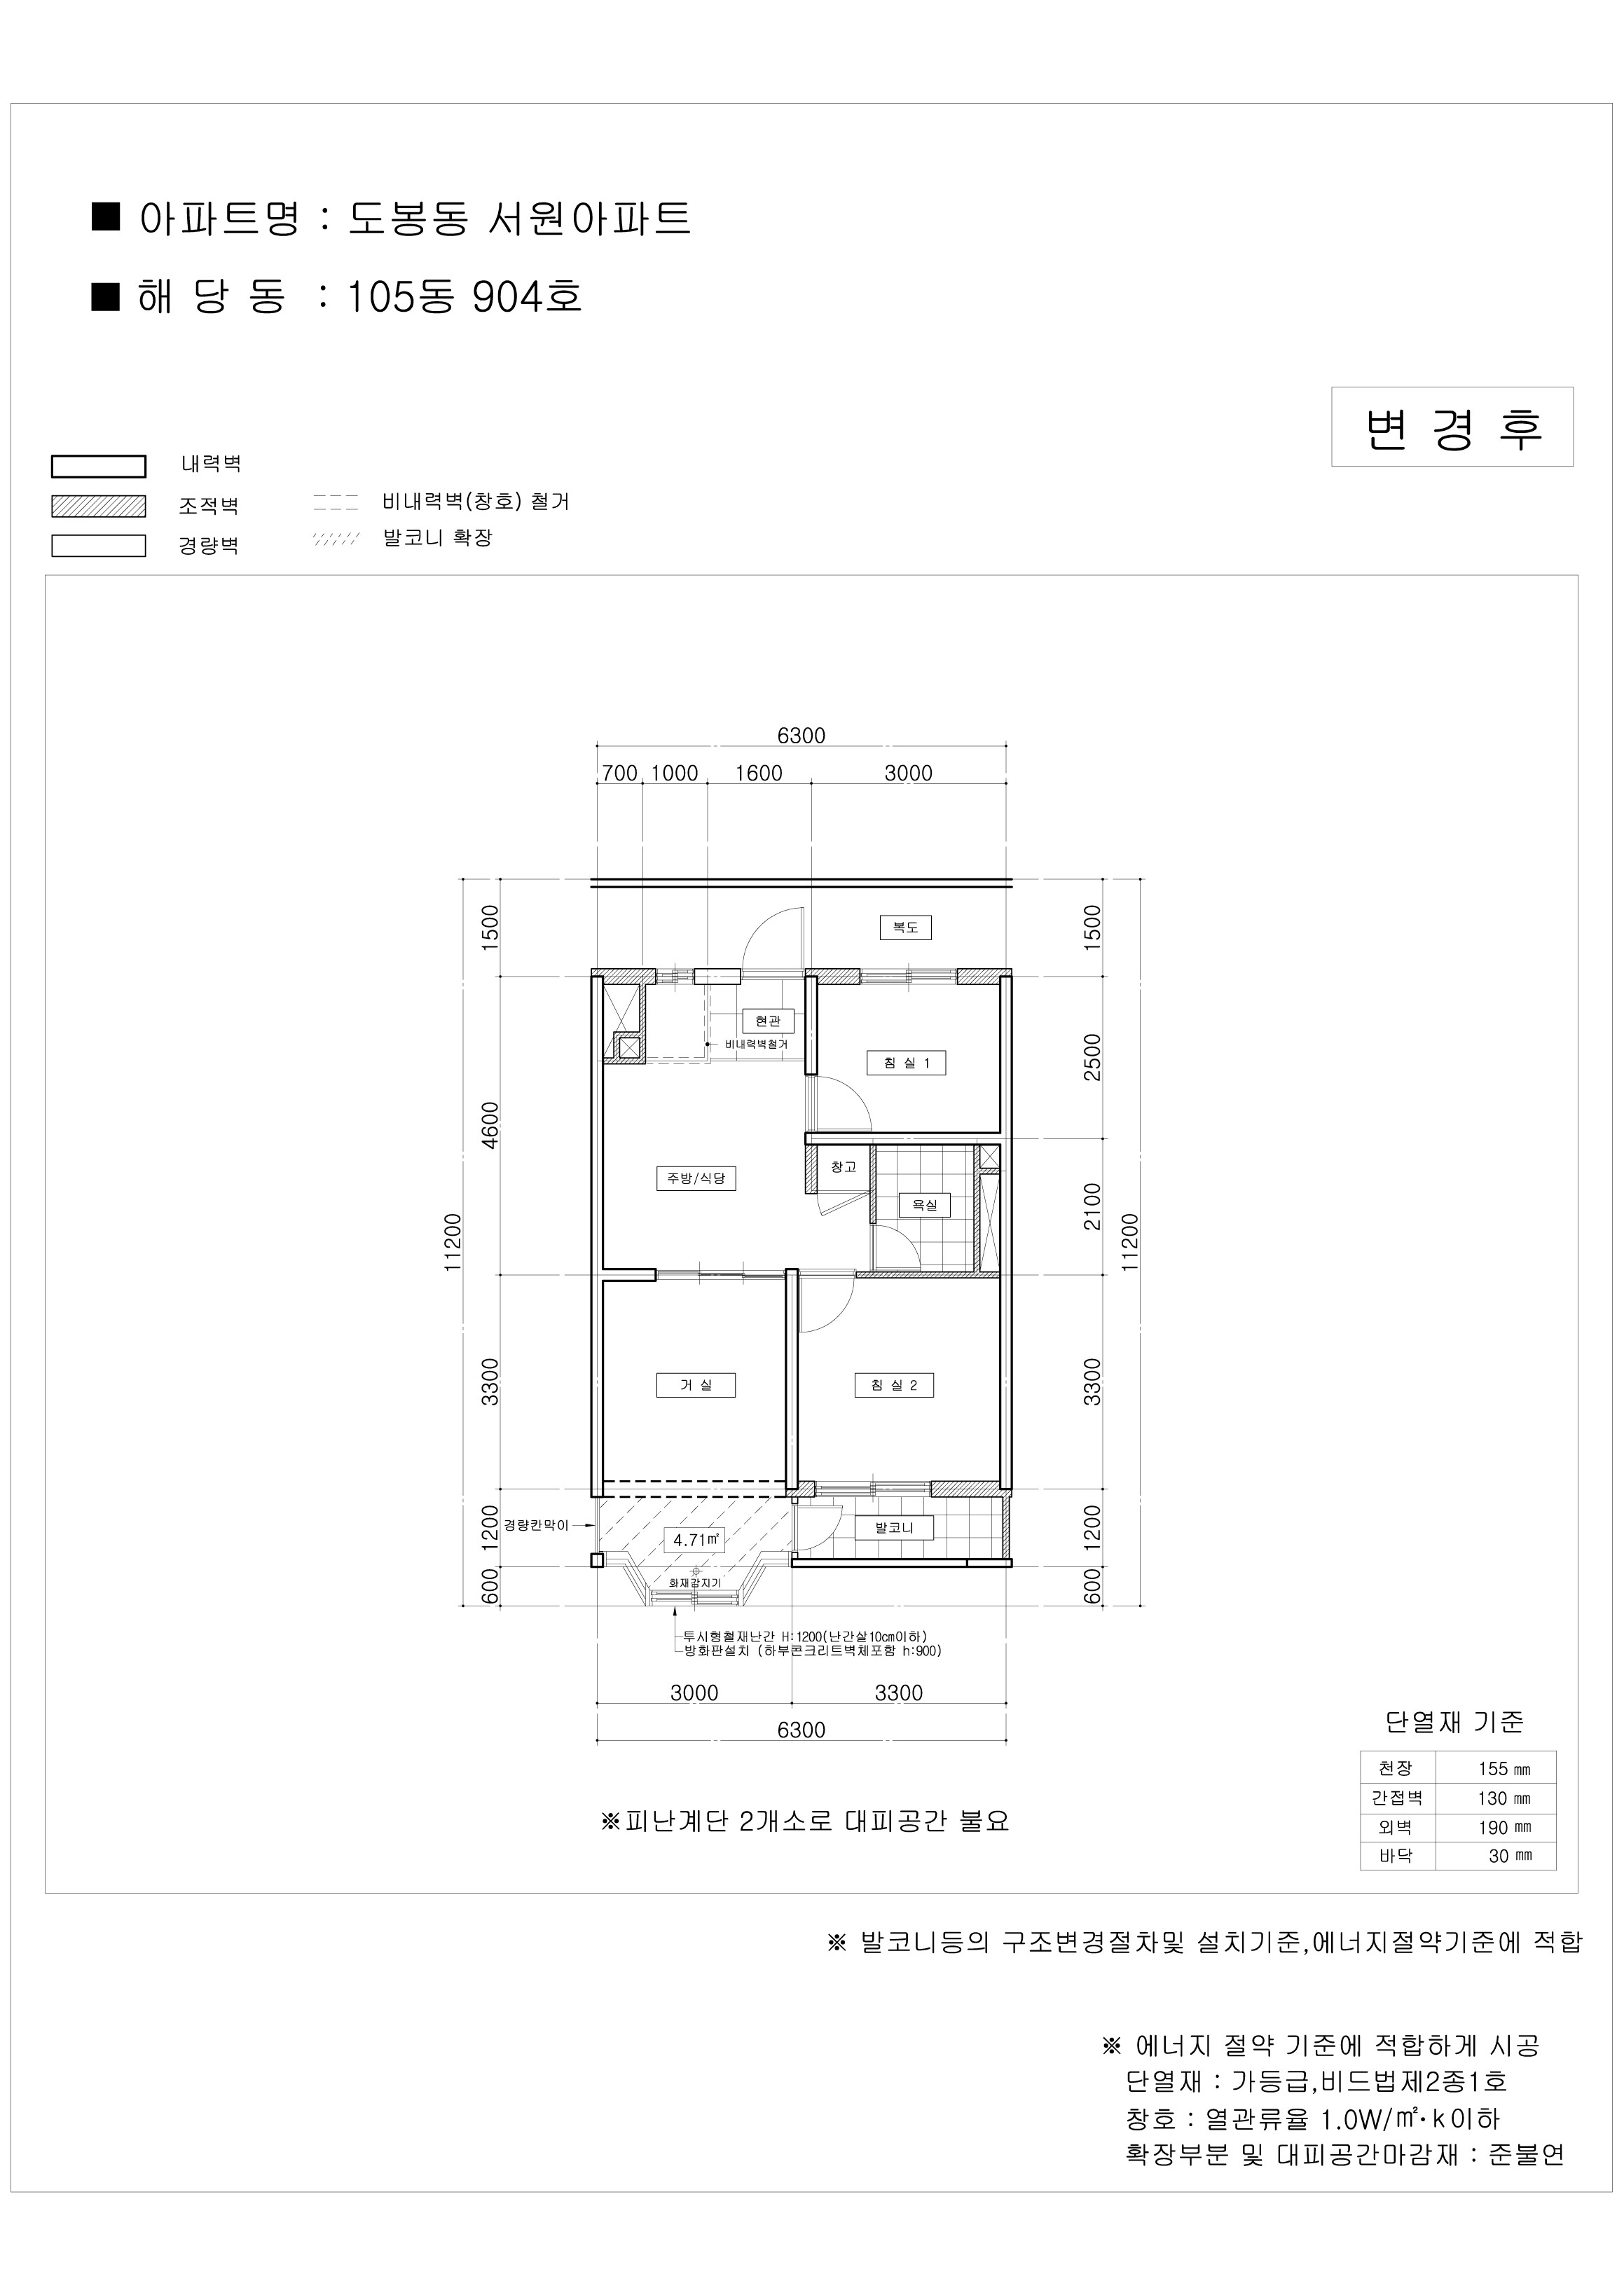 ■ 아파트명 : 도봉동 서원아파트
■ 해 당 동 : 105동 904호
변 경 후
내력벽
조적벽
경량벽
비내력벽(창호) 철거
발코니 확장
6300
700 1000 1600 3000
1500
4600
3300
1200
600
11200
1500
2500
2100
3300
1200
600
11200
복도
현관
비내력벽철거
침 실 1
주방/식당
창고
욕실
거 실
침 실 2
경량칸막이
4.71㎡
발코니
화재감지기
투시형철재난간 H:1200(난간살10cm이하)
방화판설치 (하부콘크리트벽체포함 h:900)
3000 3300
6300
※피난계단 2개소로 대피공간 불요
단열재 기준
천장 155 ㎜
간접벽 130 ㎜
외벽 190 ㎜
바닥 30 ㎜
※ 발코니등의 구조변경절차및 설치기준,에너지절약기준에 적합
※ 에너지 절약 기준에 적합하게 시공
단열재 : 가등급,비드법제2종1호
창호 : 열관류율 1.0W/㎡·k이하
확장부분 및 대피공간마감재 : 준불연